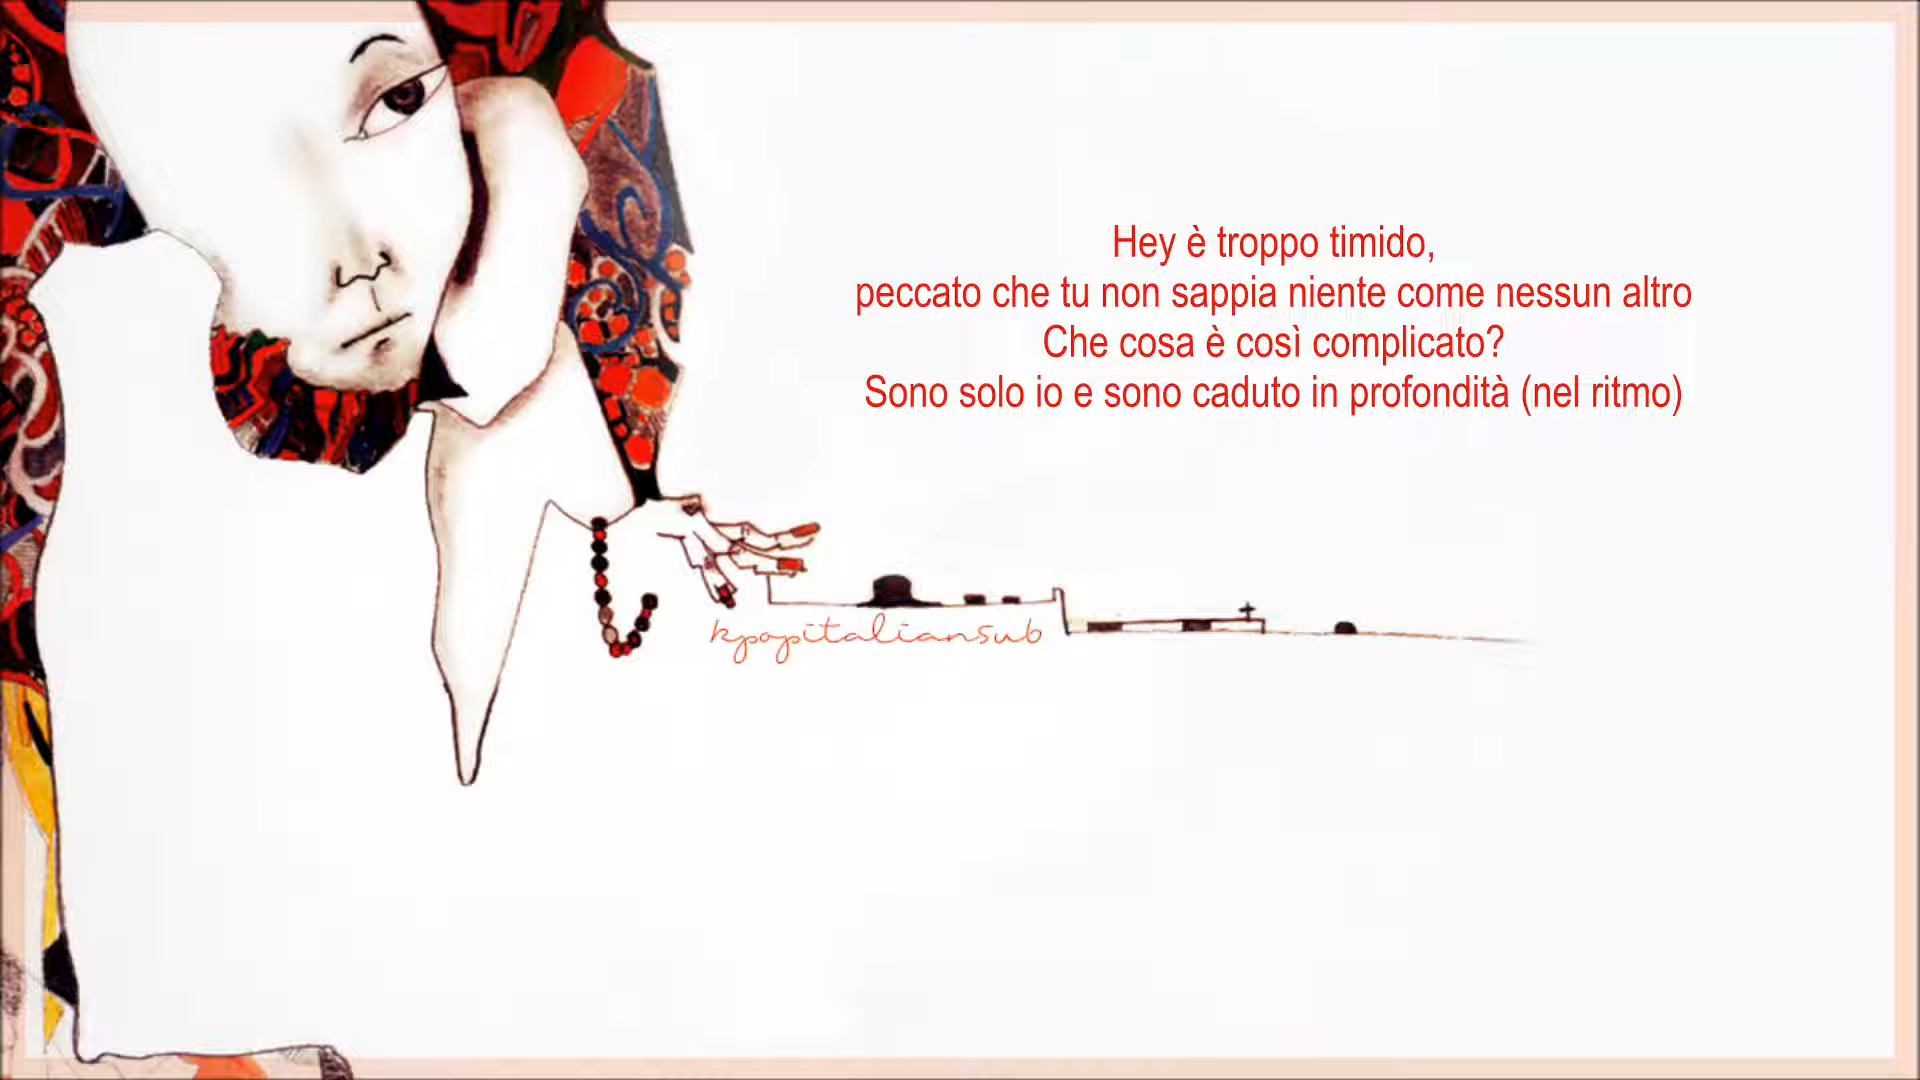 Hey è troppo timido,
peccato che tu non sappia niente come nessun altro
Che cosa è così complicato?
Sono solo io e sono caduto in profondità (nel ritmo)
kpopitaliansub